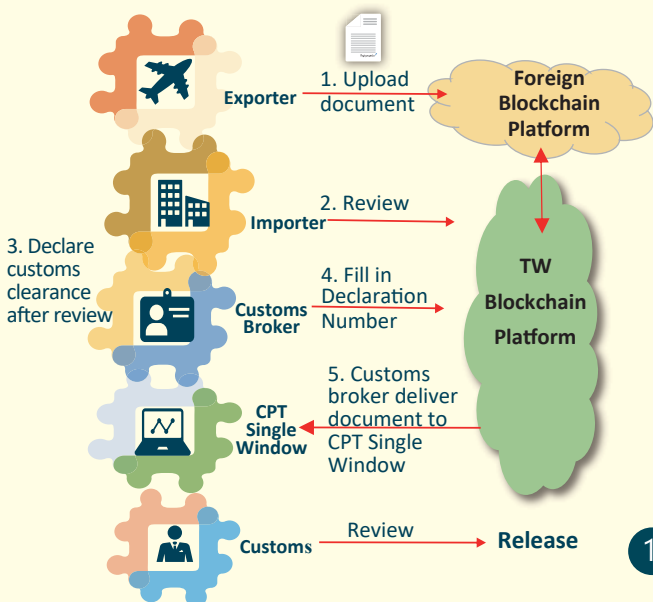 Exporter
1. Upload
document
Foreign
Blockchain
Platform
Importer
2. Review
3. Declare
customs
clearance
after review
Customs
Broker
4. Fill in
Declaration
Number
TW
Blockchain
Platform
CPT
Single
Window
5. Customs
broker deliver
document to
CPT Single
Window
Customs
Review
Release
1